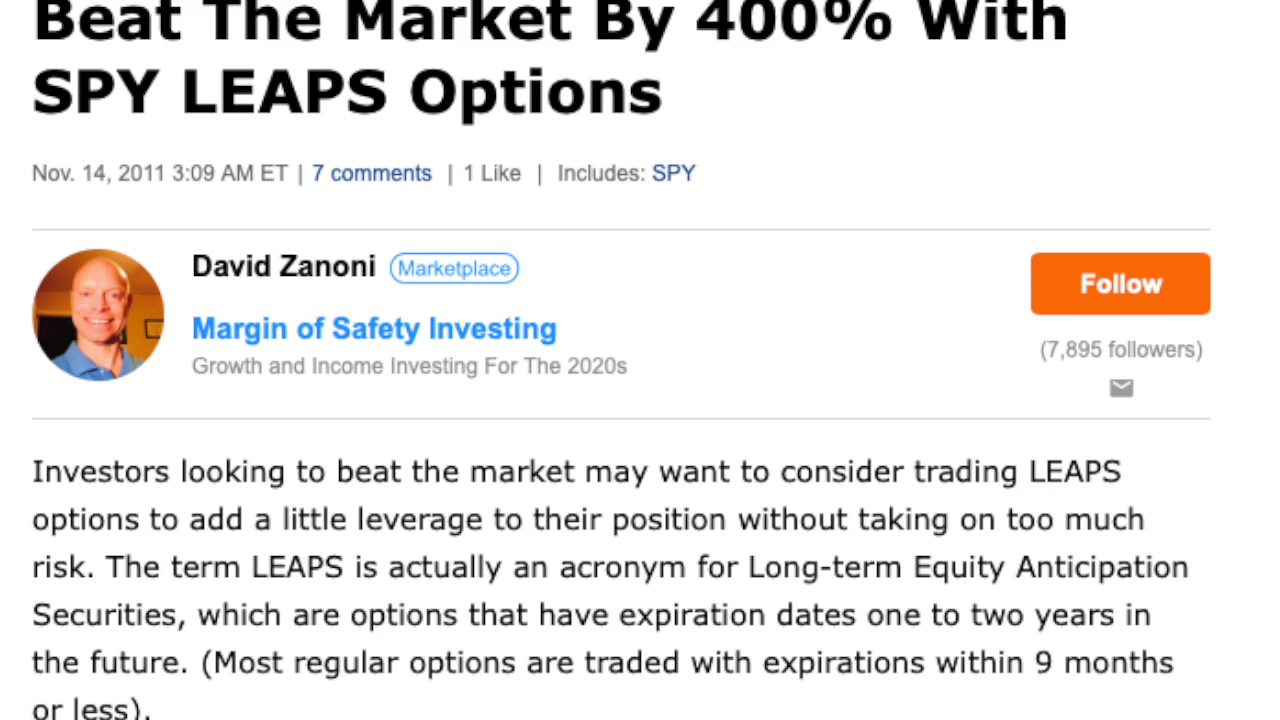 Beat The Market By 400% With
SPY LEAPS Options
Nov. 14, 2011 3:09 AM ET | 7 comments | 1 Like | Includes: SPY
David Zanoni Marketplace
Follow
Margin of Safety Investing
Growth and Income Investing For The 2020s
(7,895 followers)
Investors looking to beat the market may want to consider trading LEAPS
options to add a little leverage to their position without taking on too much
risk. The term LEAPS is actually an acronym for Long-term Equity Anticipation
Securities, which are options that have expiration dates one to two years in
the future. (Most regular options are traded with expirations within 9 months
or less).